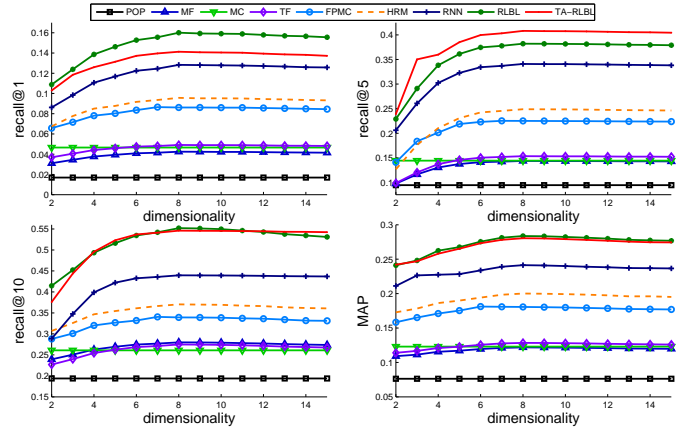 POP MF MC TF FPMC HRM RNN RLBL TA−RLBL
0.16
0.14
0.12
0.1
0.08
0.06
0.04
0.02
0
recall@1
2 4 6 8 10 12 14
dimensionality
0.4
0.35
0.3
0.25
0.2
0.15
0.1
recall@5
2 4 6 8 10 12 14
dimensionality
0.55
0.45
0.35
0.3
0.25
0.2
0.15
recall@10
2 4 6 8 10 12 14
dimensionality
0.3
0.25
0.2
0.15
0.1
0.05
MAP
2 4 6 8 10 12 14
dimensionality